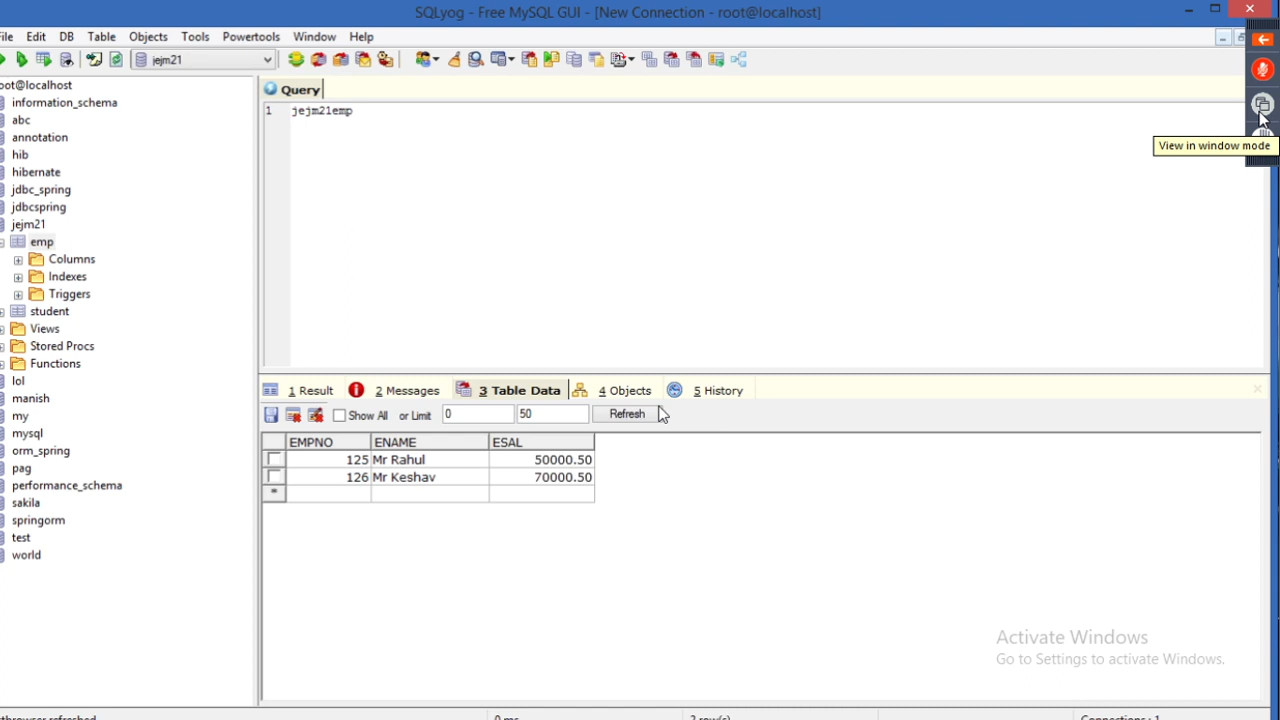 SQLyog - Free MySQL GUI - [New Connection - root@localhost]
File Edit DB Table Objects Tools Powertools Window Help
jejm21
oot@localhost
information_schema
abc
annotation
hib
hibernate
jdbc_spring
jdbcspring
jejm21
emp
Columns
Indexes
Triggers
student
Views
Stored Procs
Functions
lol
manish
my
mysql
orm_spring
pag
performance_schema
sakila
springorm
test
world
Query
1 jejm21emp
View in window mode
1 Result 2 Messages 3 Table Data 4 Objects 5 History
Show All or Limit 0 50 Refresh
EMPNO ENAME ESAL
125 Mr Rahul 50000.50
126 Mr Keshav 70000.50
*
Activate Windows
Go to Settings to activate Windows.
0 ms 2 row(s) Connections : 1